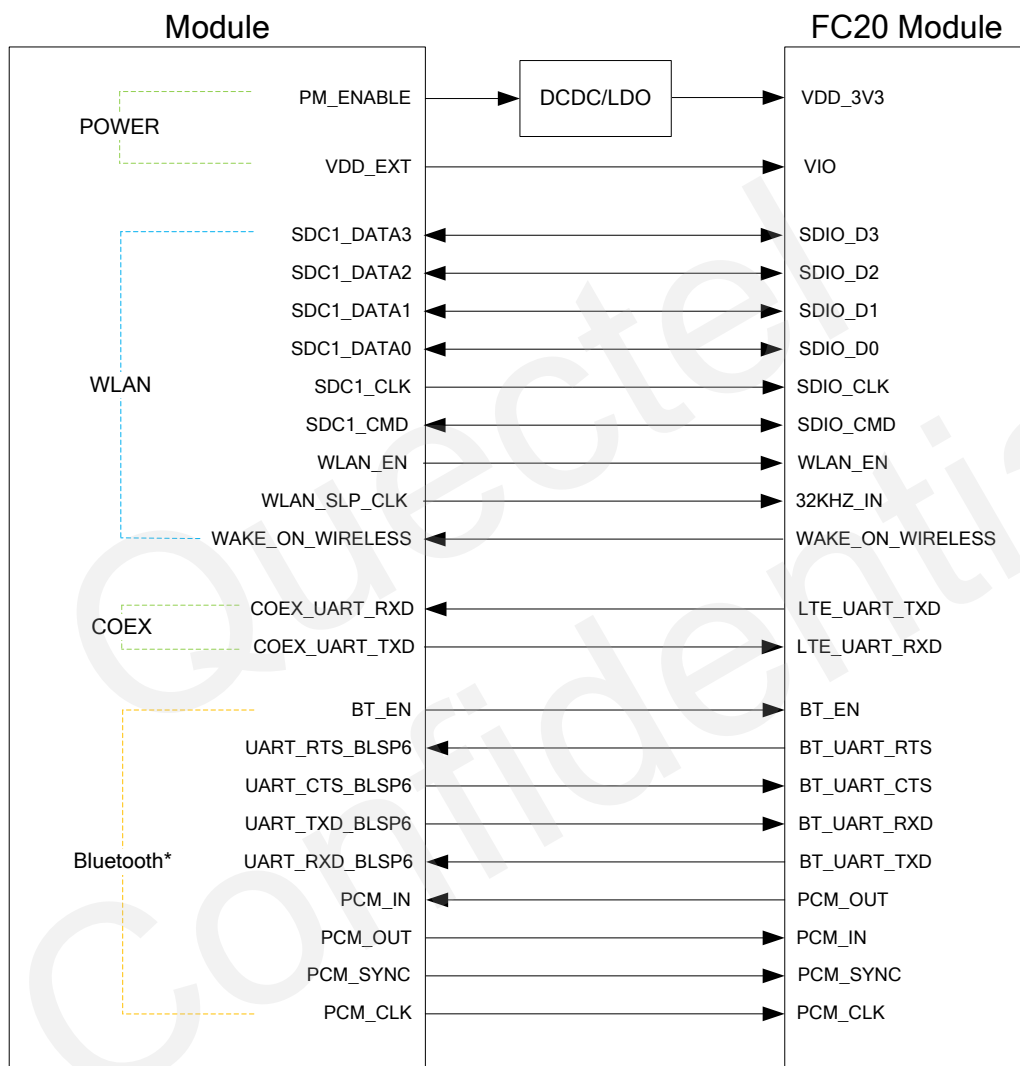 Module FC20 Module
PM_ENABLE DCDC/LDO VDD_3V3
POWER
VDD_EXT VIO
SDC1_DATA3 SDIO_D3
SDC1_DATA2 SDIO_D2
SDC1_DATA1 SDIO_D1
SDC1_DATA0 SDIO_D0
WLAN SDC1_CLK SDIO_CLK
SDC1_CMD SDIO_CMD
WLAN_EN WLAN_EN
WLAN_SLP_CLK 32KHZ_IN
WAKE_ON_WIRELESS WAKE_ON_WIRELESS
COEX_UART_RXD LTE_UART_TXD
COEX
COEX_UART_TXD LTE_UART_RXD
BT_EN BT_EN
UART_RTS_BLSP6 BT_UART_RTS
UART_CTS_BLSP6 BT_UART_CTS
UART_TXD_BLSP6 BT_UART_RXD
Bluetooth* UART_RXD_BLSP6 BT_UART_TXD
PCM_IN PCM_OUT
PCM_OUT PCM_IN
PCM_SYNC PCM_SYNC
PCM_CLK PCM_CLK
Quectel
Confidentia